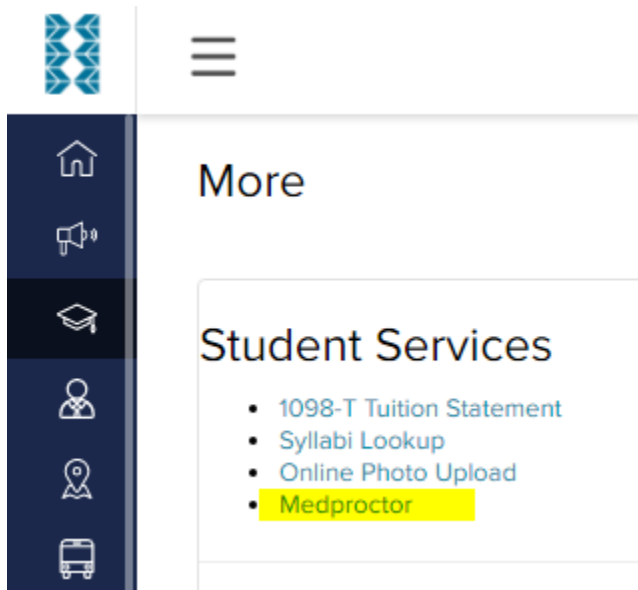 More
Student Services
1098-T Tuition Statement
Syllabi Lookup
Online Photo Upload
Medproctor